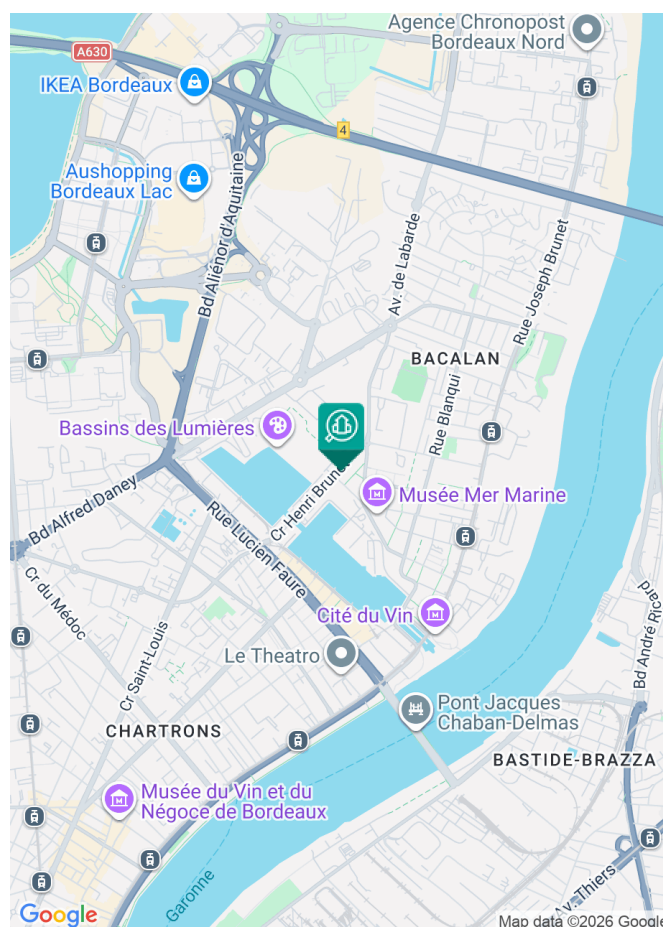 Agence Chronopost
Bordeaux Nord
A630
IKEA Bordeaux
4
Aushopping
Bordeaux Lac
Bd Aliénor d'Aquitaine
Av. de Labarde
Rue Joseph Brunet
BACALAN
Rue Blanqui
Bassins des Lumières
Cr Henri Brunet
Musée Mer Marine
Bd Alfred Daney
Rue Lucien Faure
Cr du Médoc
Cité du Vin
Bd André Ricard
Cr Saint-Louis
Le Theatro
Pont Jacques
Chaban-Delmas
CHARTRONS
BASTIDE-BRAZZA
Musée du Vin et du
Négoce de Bordeaux
Garonne
Av. Thiers
Google
Map data ©2026 Google